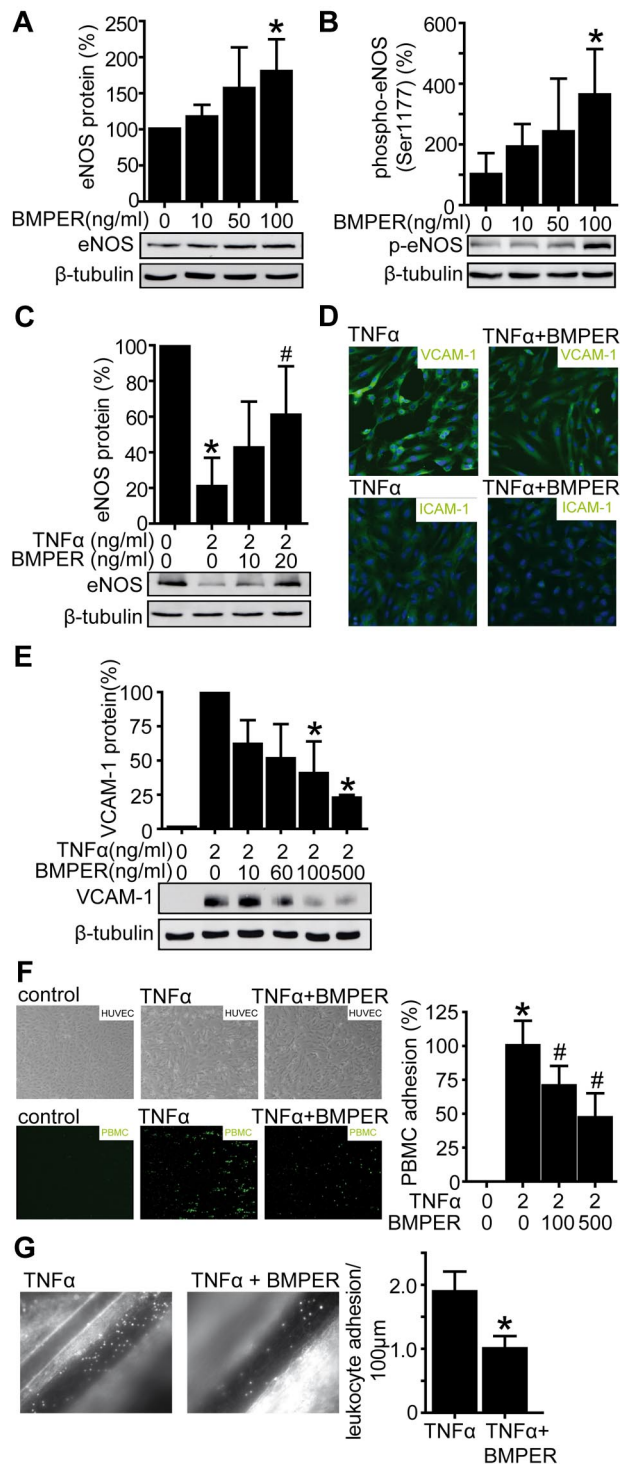 A
eNOS protein (%)
250
200
150
100
50
0
BMPER(ng/ml) 0 10 50 100
*
eNOS
β-tubulin
B
phospho-eNOS
(Ser1177) (%)
600
400
200
0
BMPER(ng/ml) 0 10 50 100
*
p-eNOS
β-tubulin
C
eNOS protein (%)
100
80
60
40
20
0
*
#
TNFα (ng/ml) 0 2 2 2
BMPER (ng/ml) 0 0 10 20
eNOS
β-tubulin
D
TNFα
VCAM-1
TNFα+BMPER
VCAM-1
TNFα
ICAM-1
TNFα+BMPER
ICAM-1
E
VCAM-1 protein(%)
100
75
50
25
0
*
*
TNFα(ng/ml) 0 2 2 2 2 2
BMPER(ng/ml) 0 0 10 60 100 500
VCAM-1
β-tubulin
F
control
HUVEC
TNFα
HUVEC
TNFα+BMPER
HUVEC
control
PBMC
TNFα
PBMC
TNFα+BMPER
PBMC
PBMC adhesion (%)
125
100
75
50
25
0
*
#
#
TNFα 0 2 2 2
BMPER 0 0 100 500
G
TNFα
TNFα + BMPER
leukocyte adhesion/
100μm
2.0
1.0
0
*
TNFα
TNFα+
BMPER